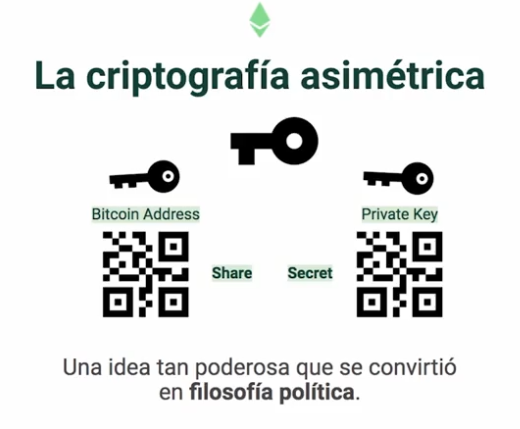 La criptografía asimétrica
Bitcoin Address
Private Key
Share
Secret
Una idea tan poderosa que se convirtió
en filosofía política.